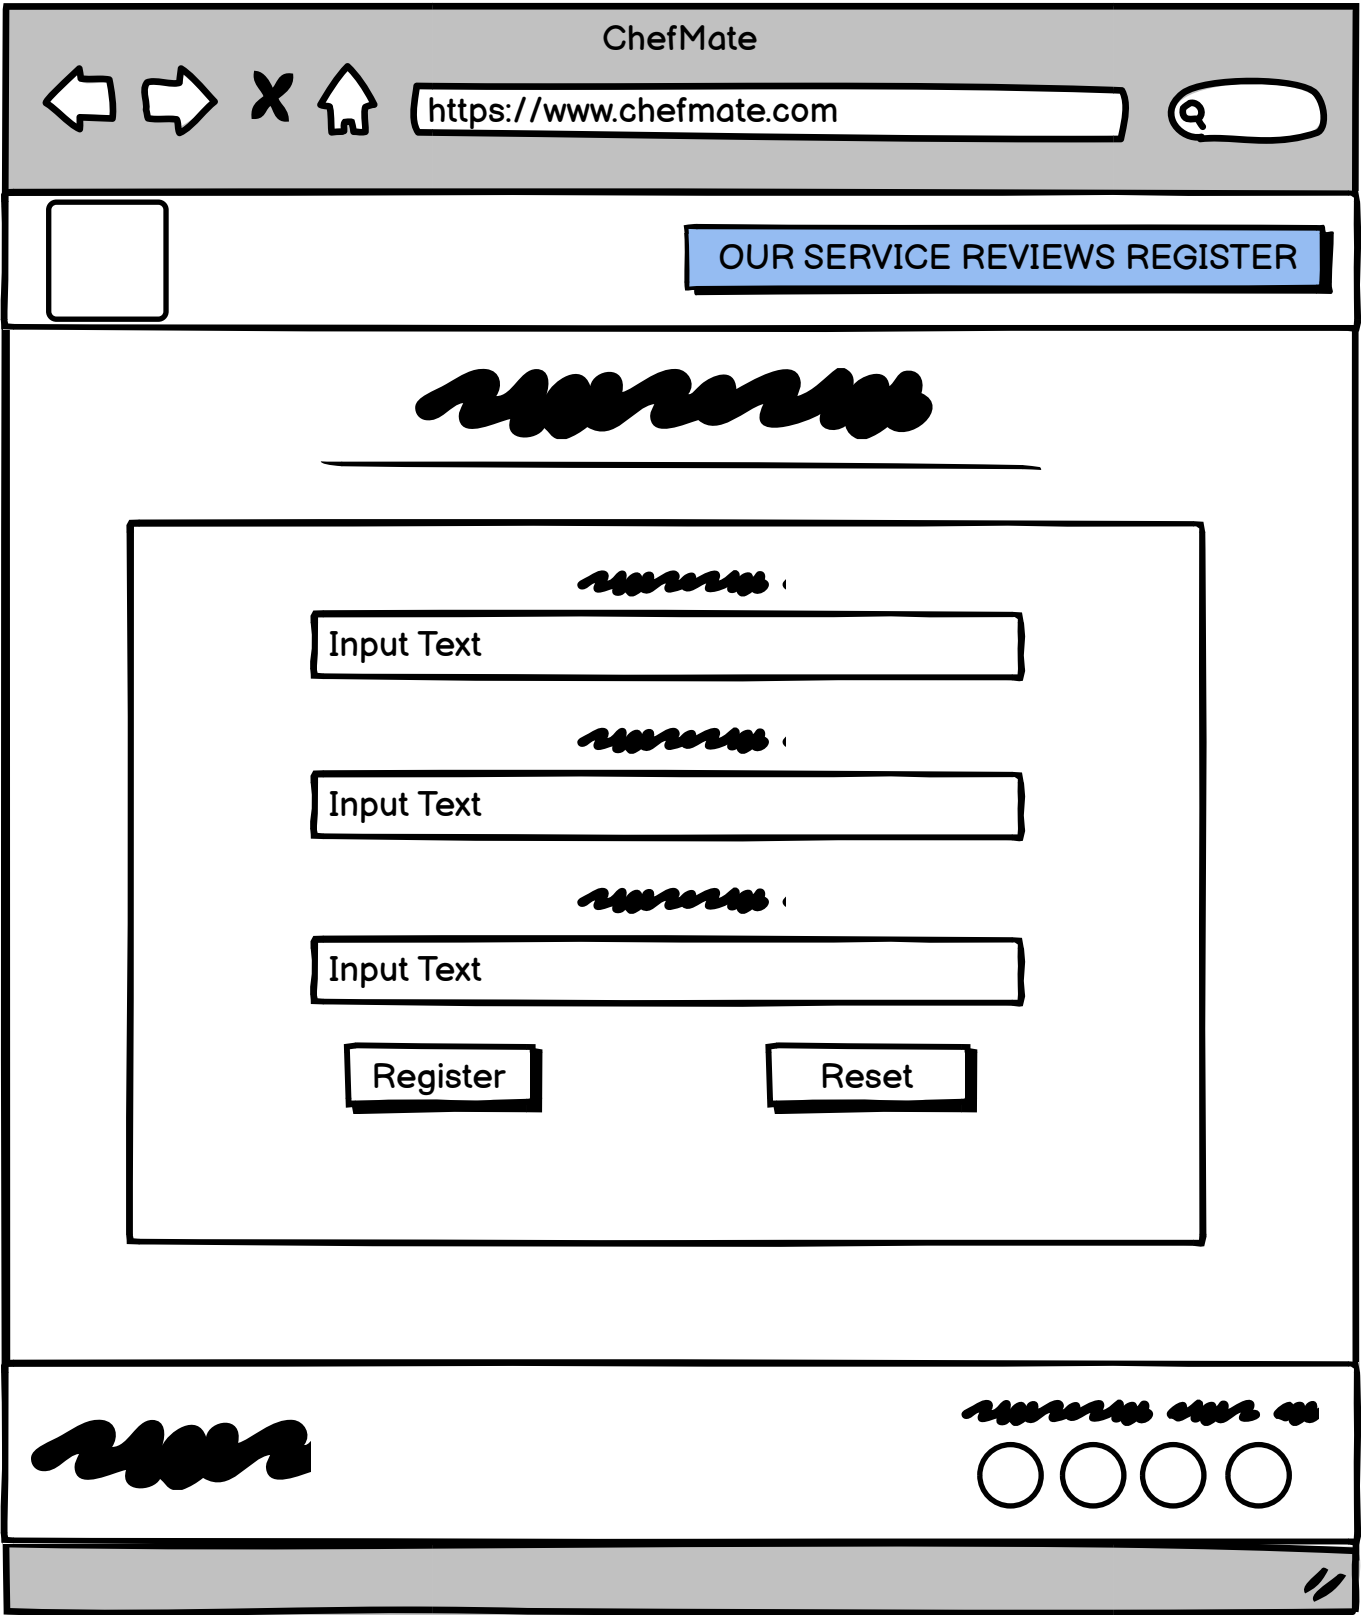 ChefMate
https://www.chefmate.com
OUR SERVICE REVIEWS REGISTER
Input Text
Input Text
Input Text
Register
Reset